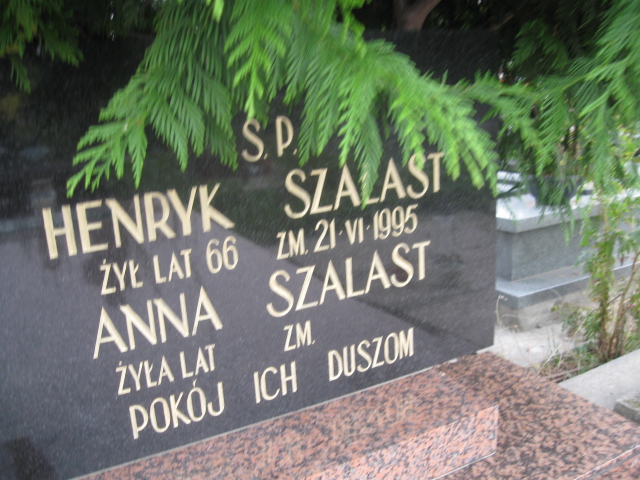 Ś. P.
HENRYK SZALAST
ŻYŁ LAT 66 ZM. 21·VI·1995
ANNA SZALAST
ŻYŁA LAT ZM.
POKÓJ ICH DUSZOM